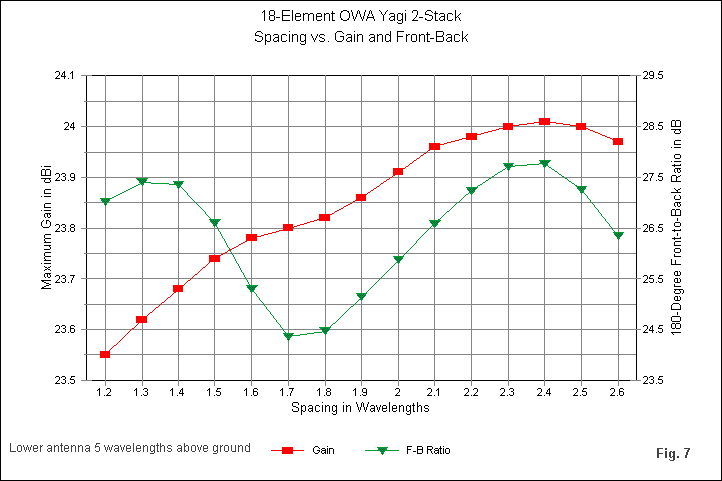 18-Element OWA Yagi 2-Stack
Spacing vs. Gain and Front-Back
24.1
24
23.9
23.8
23.7
23.6
23.5
Maximum Gain in dBi
29.5
28.5
27.5
26.5
25.5
24.5
23.5
180-Degree Front-to-Back Ratio in dB
1.2 1.3 1.4 1.5 1.6 1.7 1.8 1.9 2 2.1 2.2 2.3 2.4 2.5 2.6
Spacing in Wavelengths
Lower antenna 5 wavelengths above ground
Gain
F-B Ratio
Fig. 7